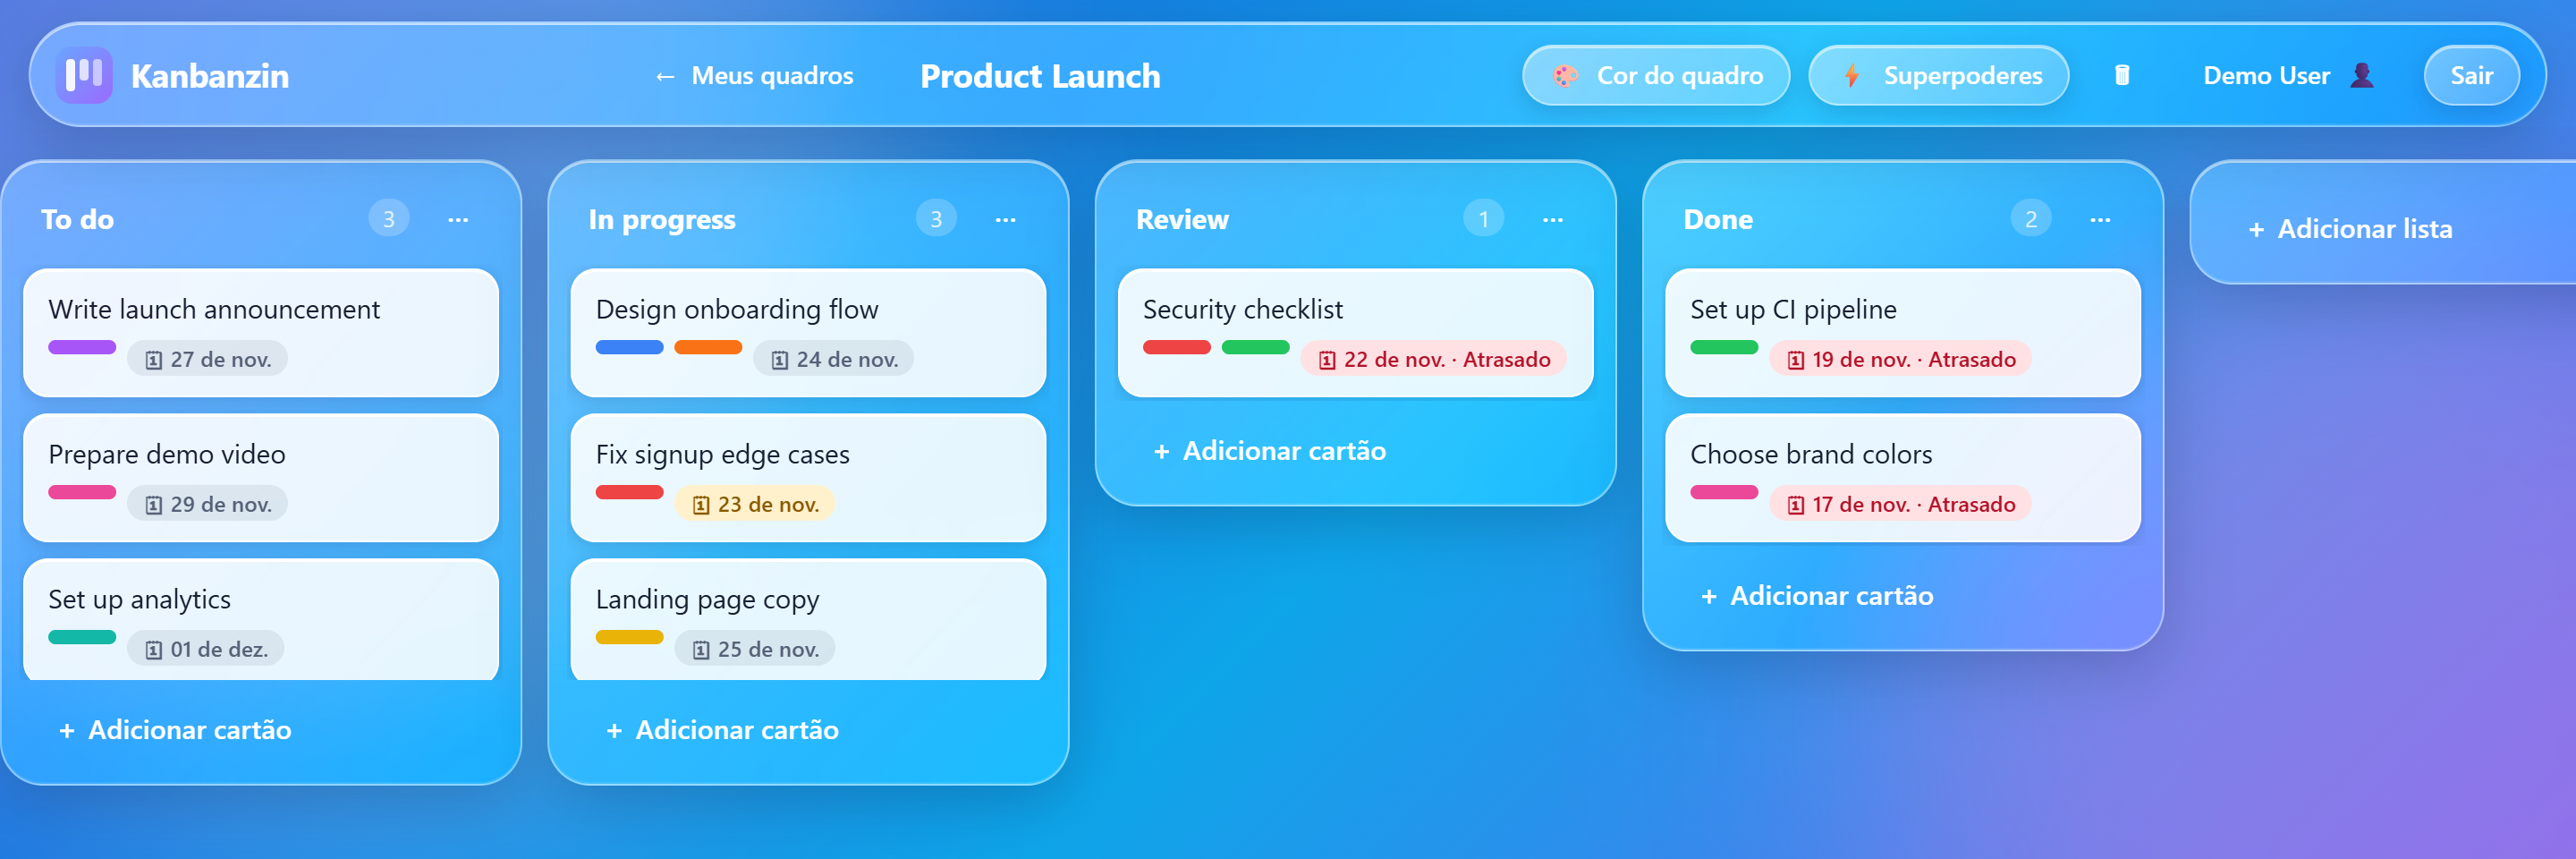 Kanbanzin
← Meus quadros
Product Launch
Cor do quadro
Superpoderes
Demo User
Sair
To do
3
...
Write launch announcement
27 de nov.
Prepare demo video
29 de nov.
Set up analytics
01 de dez.
+ Adicionar cartão
In progress
3
...
Design onboarding flow
24 de nov.
Fix signup edge cases
23 de nov.
Landing page copy
25 de nov.
+ Adicionar cartão
Review
1
...
Security checklist
22 de nov. · Atrasado
+ Adicionar cartão
Done
2
...
Set up CI pipeline
19 de nov. · Atrasado
Choose brand colors
17 de nov. · Atrasado
+ Adicionar cartão
+ Adicionar lista